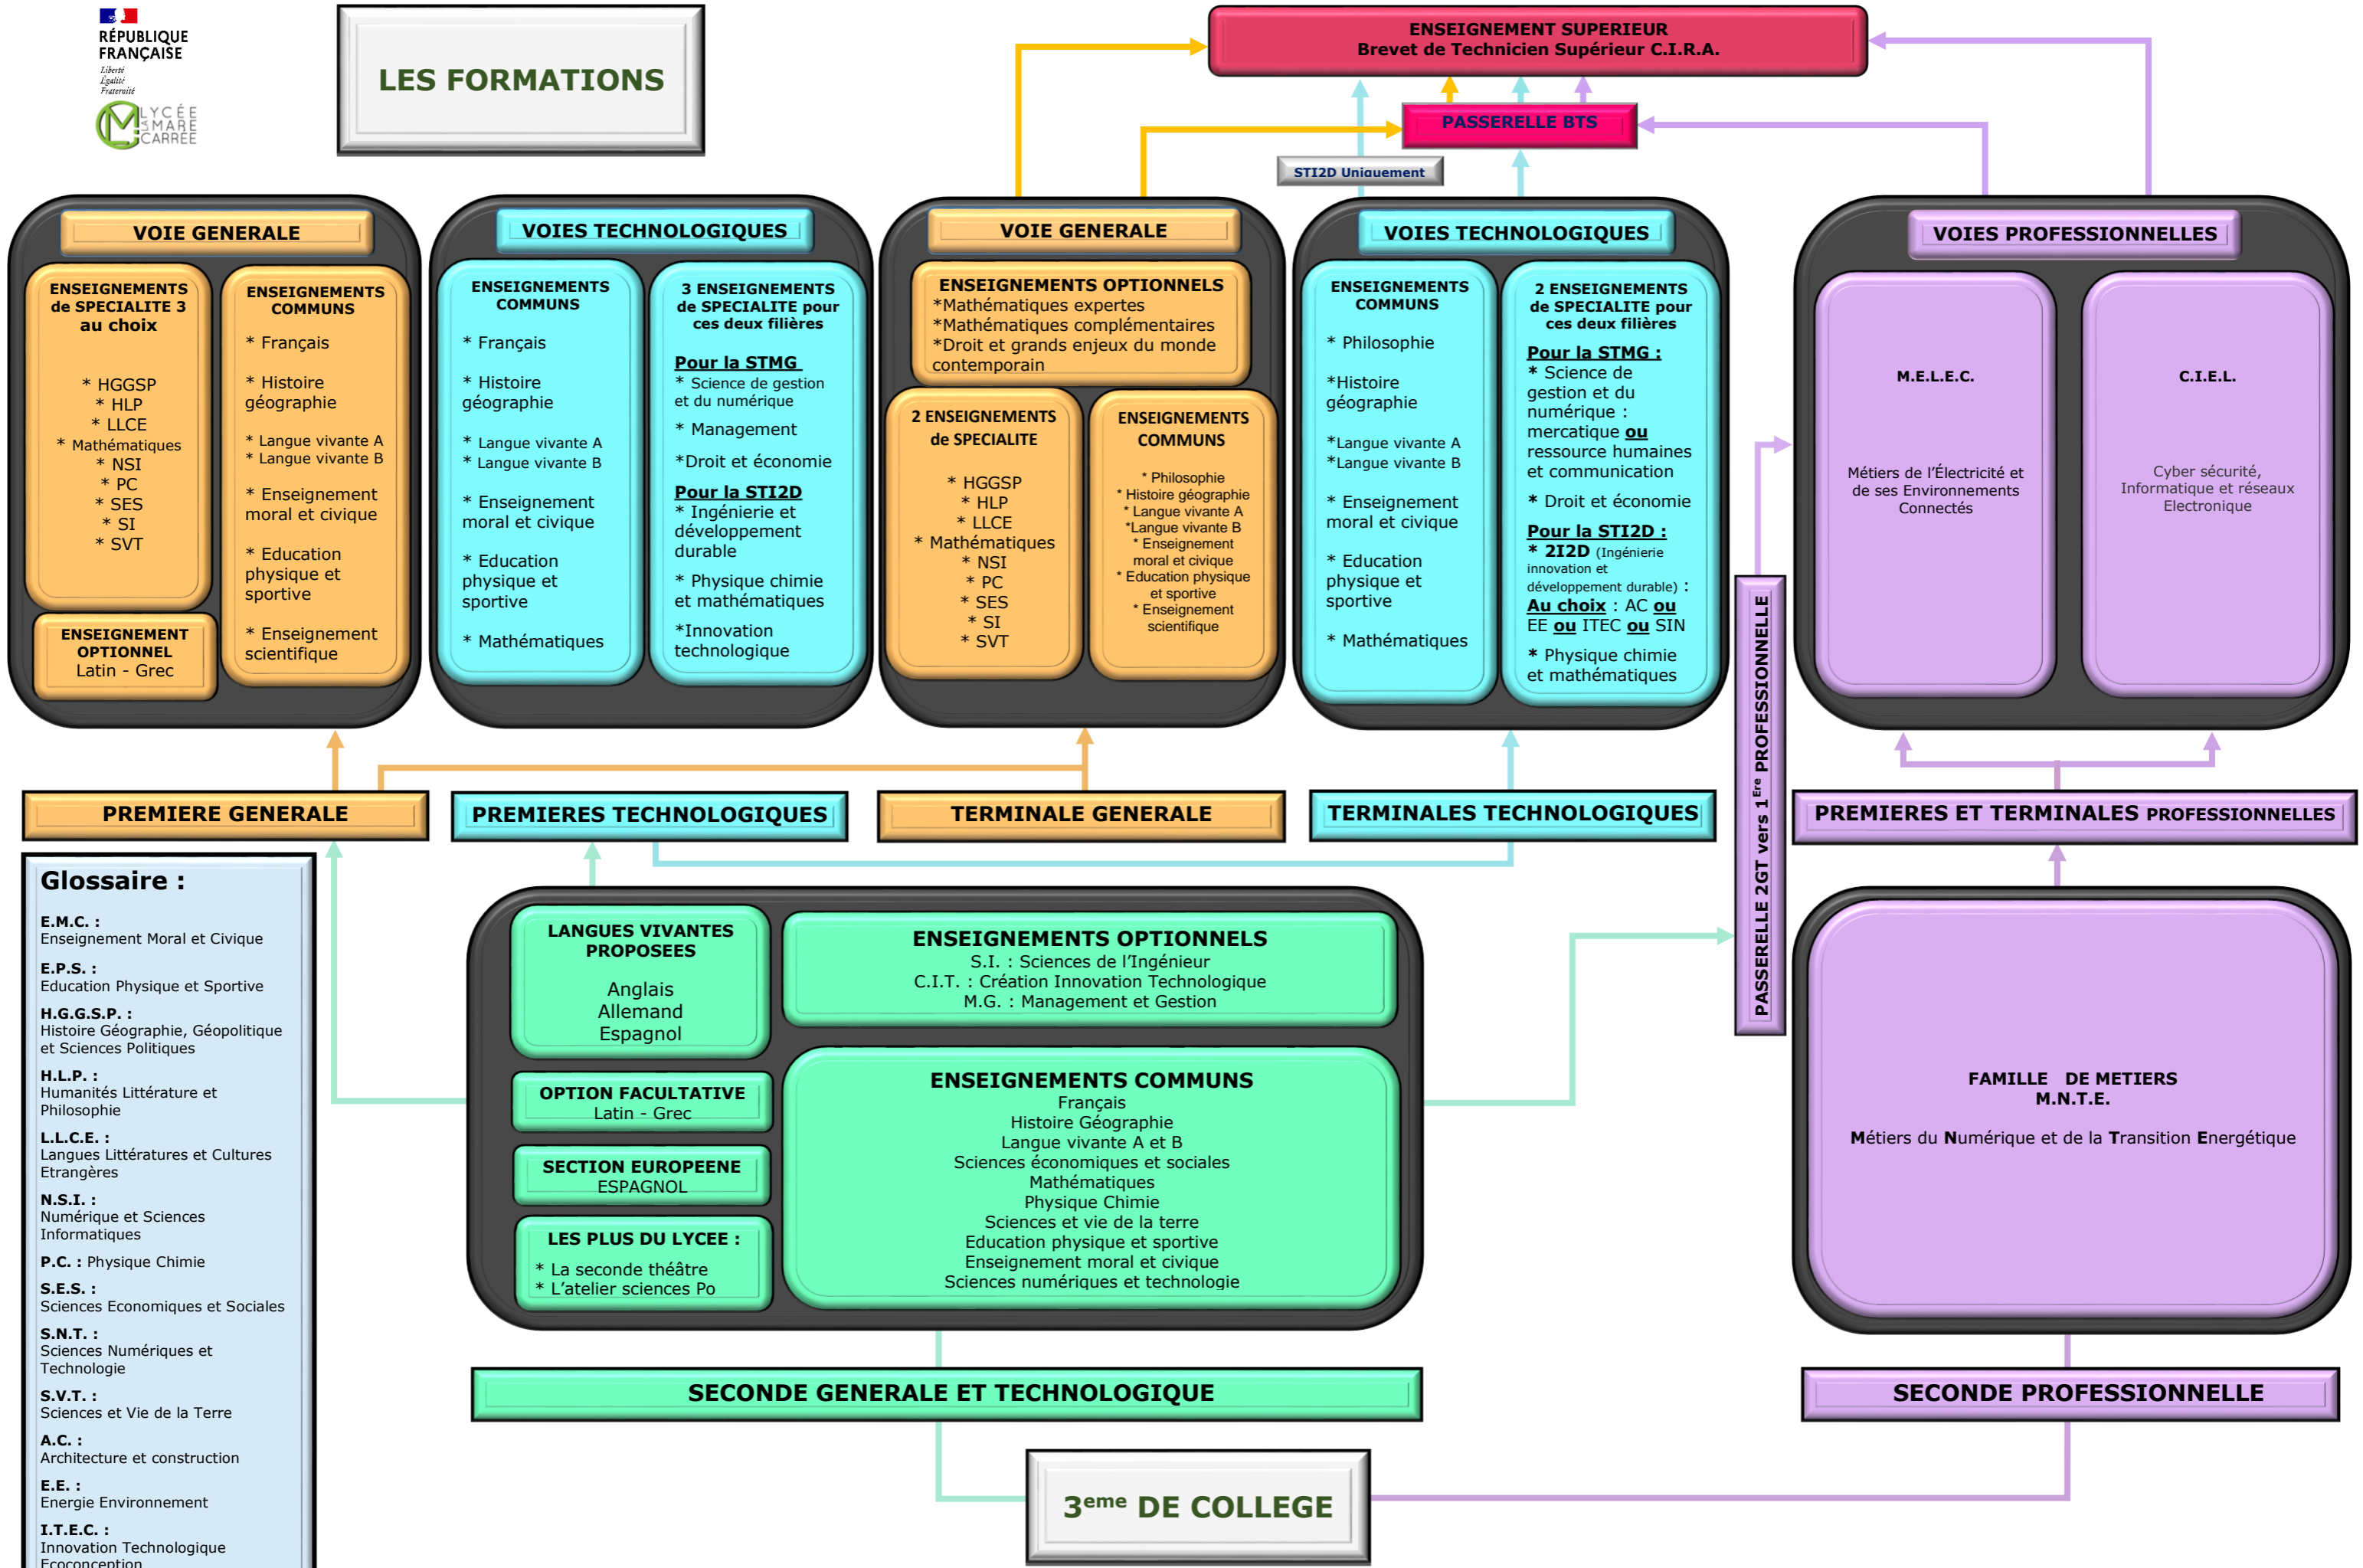 RÉPUBLIQUE
FRANÇAISE
Liberté
Égalité
Fraternité
LYCÉE
LA MARE
CARRÉE
LES FORMATIONS
ENSEIGNEMENT SUPERIEUR
Brevet de Technicien Supérieur C.I.R.A.
PASSERELLE BTS
STI2D Uniquement
VOIE GENERALE
ENSEIGNEMENTS
de SPECIALITE 3
au choix
* HGGSP
* HLP
* LLCE
* Mathématiques
* NSI
* PC
* SES
* SI
* SVT
ENSEIGNEMENT
OPTIONNEL
Latin - Grec
ENSEIGNEMENTS
COMMUNS
* Français
* Histoire
géographie
* Langue vivante A
* Langue vivante B
* Enseignement
moral et civique
* Education
physique et
sportive
* Enseignement
scientifique
VOIES TECHNOLOGIQUES
ENSEIGNEMENTS
COMMUNS
* Français
* Histoire
géographie
* Langue vivante A
* Langue vivante B
* Enseignement
moral et civique
* Education
physique et
sportive
* Mathématiques
3 ENSEIGNEMENTS
de SPECIALITE pour
ces deux filières
Pour la STMG
* Science de gestion
et du numérique
* Management
*Droit et économie
Pour la STI2D
* Ingénierie et
développement
durable
* Physique chimie
et mathématiques
*Innovation
technologique
VOIE GENERALE
ENSEIGNEMENTS OPTIONNELS
*Mathématiques expertes
*Mathématiques complémentaires
*Droit et grands enjeux du monde
contemporain
2 ENSEIGNEMENTS
de SPECIALITE
* HGGSP
* HLP
* LLCE
* Mathématiques
* NSI
* PC
* SES
* SI
* SVT
ENSEIGNEMENTS
COMMUNS
* Philosophie
* Histoire géographie
* Langue vivante A
*Langue vivante B
* Enseignement
moral et civique
* Education physique
et sportive
* Enseignement
scientifique
VOIES TECHNOLOGIQUES
ENSEIGNEMENTS
COMMUNS
* Philosophie
*Histoire
géographie
*Langue vivante A
*Langue vivante B
* Enseignement
moral et civique
* Education
physique et
sportive
* Mathématiques
2 ENSEIGNEMENTS
de SPECIALITE pour
ces deux filières
Pour la STMG :
* Science de
gestion et du
numérique :
mercatique ou
ressource humaines
et communication
* Droit et économie
Pour la STI2D :
* 2I2D (Ingénierie
innovation et
développement durable) :
Au choix : AC ou
EE ou ITEC ou SIN
* Physique chimie
et mathématiques
VOIES PROFESSIONNELLES
M.E.L.E.C.
Métiers de l'Électricité et
de ses Environnements
Connectés
C.I.E.L.
Cyber sécurité,
Informatique et réseaux
Electronique
PASSERELLE 2GT vers 1Ere PROFESSIONNELLE
PREMIERE GENERALE
PREMIERES TECHNOLOGIQUES
TERMINALE GENERALE
TERMINALES TECHNOLOGIQUES
PREMIERES ET TERMINALES PROFESSIONNELLES
Glossaire :
E.M.C. :
Enseignement Moral et Civique
E.P.S. :
Education Physique et Sportive
H.G.G.S.P. :
Histoire Géographie, Géopolitique
et Sciences Politiques
H.L.P. :
Humanités Littérature et
Philosophie
L.L.C.E. :
Langues Littératures et Cultures
Etrangères
N.S.I. :
Numérique et Sciences
Informatiques
P.C. : Physique Chimie
S.E.S. :
Sciences Economiques et Sociales
S.N.T. :
Sciences Numériques et
Technologie
S.V.T. :
Sciences et Vie de la Terre
A.C. :
Architecture et construction
E.E. :
Energie Environnement
I.T.E.C. :
Innovation Technologique
Ecoconception
LANGUES VIVANTES
PROPOSEES
Anglais
Allemand
Espagnol
OPTION FACULTATIVE
Latin - Grec
SECTION EUROPEENE
ESPAGNOL
LES PLUS DU LYCEE :
* La seconde théâtre
* L'atelier sciences Po
ENSEIGNEMENTS OPTIONNELS
S.I. : Sciences de l'Ingénieur
C.I.T. : Création Innovation Technologique
M.G. : Management et Gestion
ENSEIGNEMENTS COMMUNS
Français
Histoire Géographie
Langue vivante A et B
Sciences économiques et sociales
Mathématiques
Physique Chimie
Sciences et vie de la terre
Education physique et sportive
Enseignement moral et civique
Sciences numériques et technologie
FAMILLE DE METIERS
M.N.T.E.
Métiers du Numérique et de la Transition Energétique
SECONDE GENERALE ET TECHNOLOGIQUE
SECONDE PROFESSIONNELLE
3eme DE COLLEGE